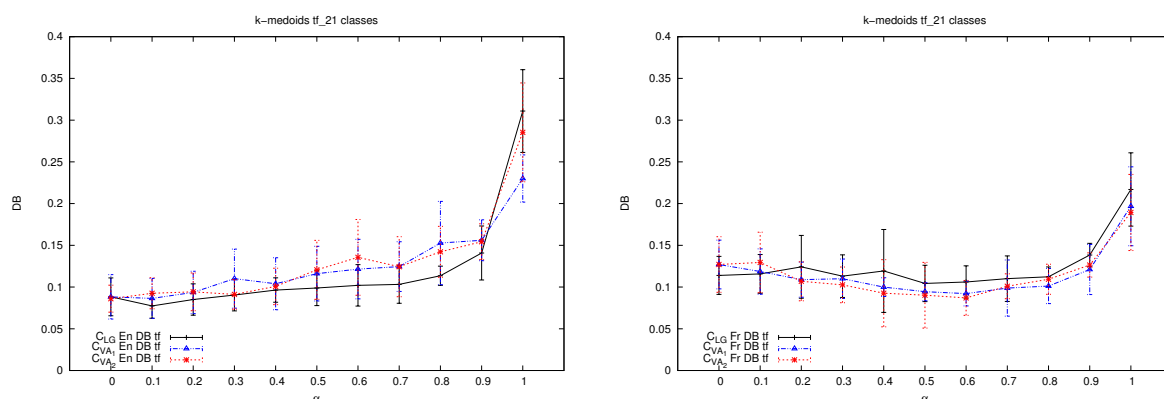 k-medoids tf_21 classes
0.4
0.35
0.3
0.25
0.2
0.15
0.1
0.05
0
DB
C_LG En DB tf
C_VA1 En DB tf
C_VA2 En DB tf
0 0.1 0.2 0.3 0.4 0.5 0.6 0.7 0.8 0.9 1
α
k-medoids tf_21 classes
0.4
0.35
0.3
0.25
0.2
0.15
0.1
0.05
0
DB
C_LG Fr DB tf
C_VA1 Fr DB tf
C_VA2 Fr DB tf
0 0.1 0.2 0.3 0.4 0.5 0.6 0.7 0.8 0.9 1
α